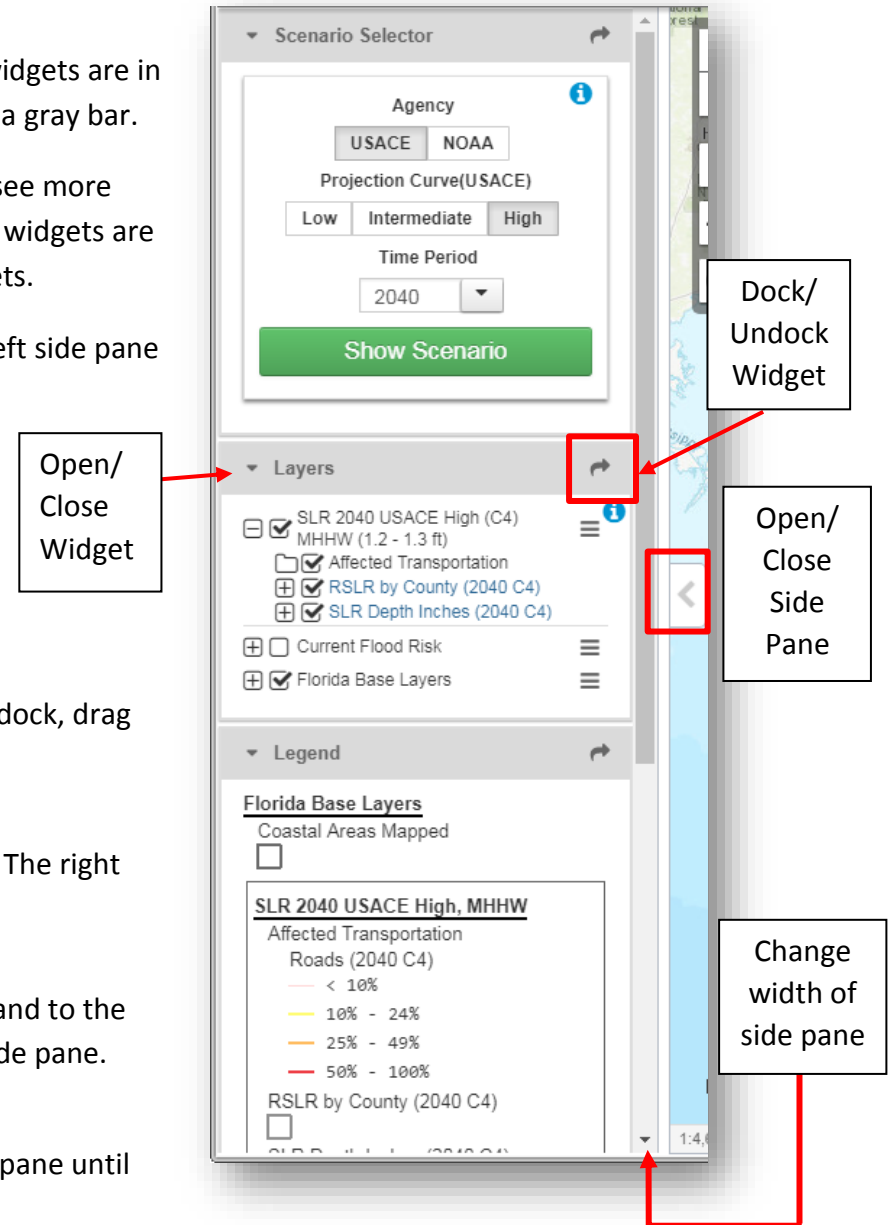 widgets are in
a gray bar.
see more
widgets are
ets.
eft side pane
dock, drag
The right
and to the
de pane.
pane until
Open/
Close
Widget
Scenario Selector
Agency
USACE NOAA
Projection Curve(USACE)
Low Intermediate High
Time Period
2040
Show Scenario
Layers
SLR 2040 USACE High (C4)
MHHW (1.2 - 1.3 ft)
Affected Transportation
RSLR by County (2040 C4)
SLR Depth Inches (2040 C4)
Current Flood Risk
Florida Base Layers
Legend
Florida Base Layers
Coastal Areas Mapped
SLR 2040 USACE High, MHHW
Affected Transportation
Roads (2040 C4)
< 10%
10% - 24%
25% - 49%
50% - 100%
RSLR by County (2040 C4)
Dock/
Undock
Widget
Open/
Close
Side
Pane
Change
width of
side pane